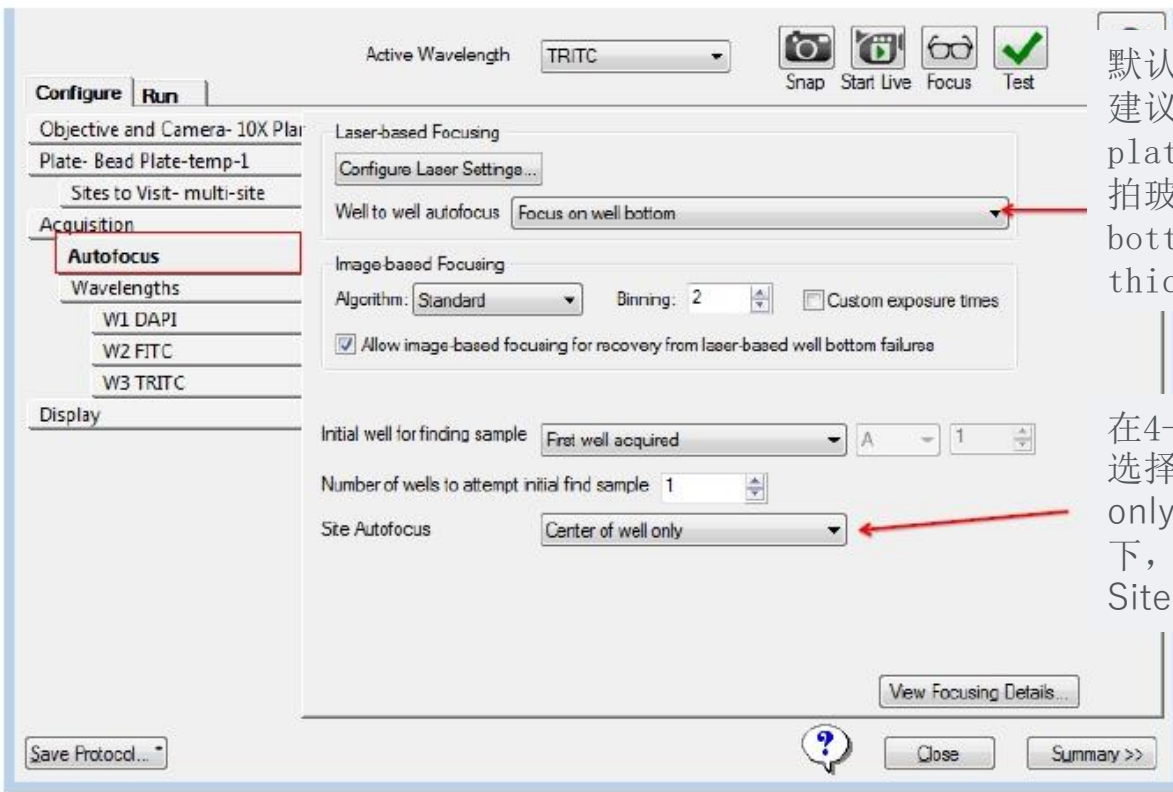 Active Wavelength TRITC
Snap Start Live Focus Test
Configure Run
Objective and Camera- 10X Plan
Plate- Bead Plate-temp-1
Sites to Visit- multi-site
Acquisition
Autofocus
Wavelengths
W1 DAPI
W2 FITC
W3 TRITC
Display
Laser-based Focusing
Configure Laser Settings...
Well to well autofocus Focus on well bottom
Image-based Focusing
Algorithm: Standard Binning: 2 Custom exposure times
Allow image-based focusing for recovery from laser-based well bottom failures
Initial well for finding sample First well acquired A 1
Number of wells to attempt initial find sample 1
Site Autofocus Center of well only
View Focusing Details...
Save Protocol... * ? Close Summary >>
默认
建议
plat
拍玻
bott
thic
在4-
选择
only
下，
Site